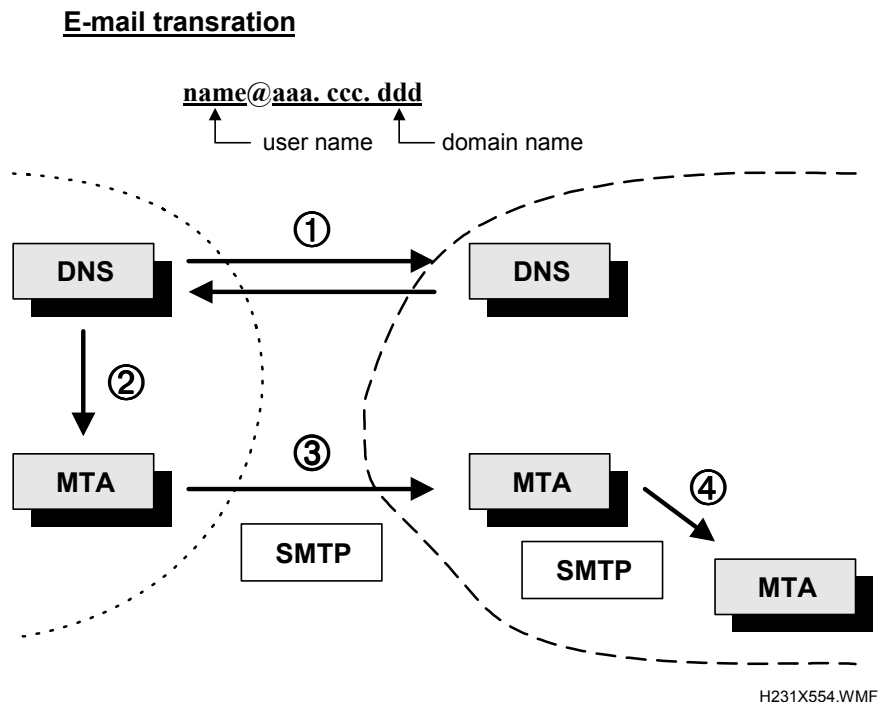 E-mail transration
name@aaa. ccc. ddd
user name domain name
①
DNS DNS
②
③
MTA MTA ④
SMTP SMTP
MTA
H231X554.WMF